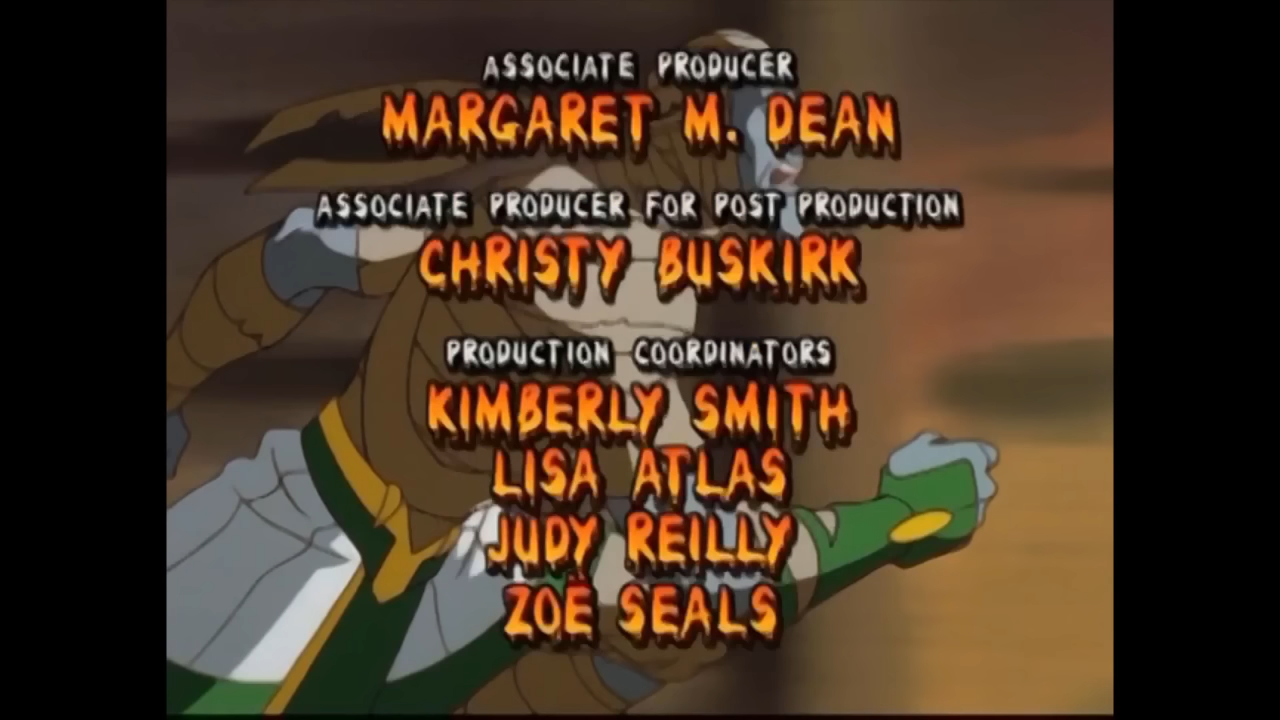 ASSOCIATE PRODUCER
MARGARET M. DEAN
ASSOCIATE PRODUCER FOR POST PRODUCTION
CHRISTY BUSKIRK
PRODUCTION COORDINATORS
KIMBERLY SMITH
LISA ATLAS
JUDY REILLY
ZOË SEALS